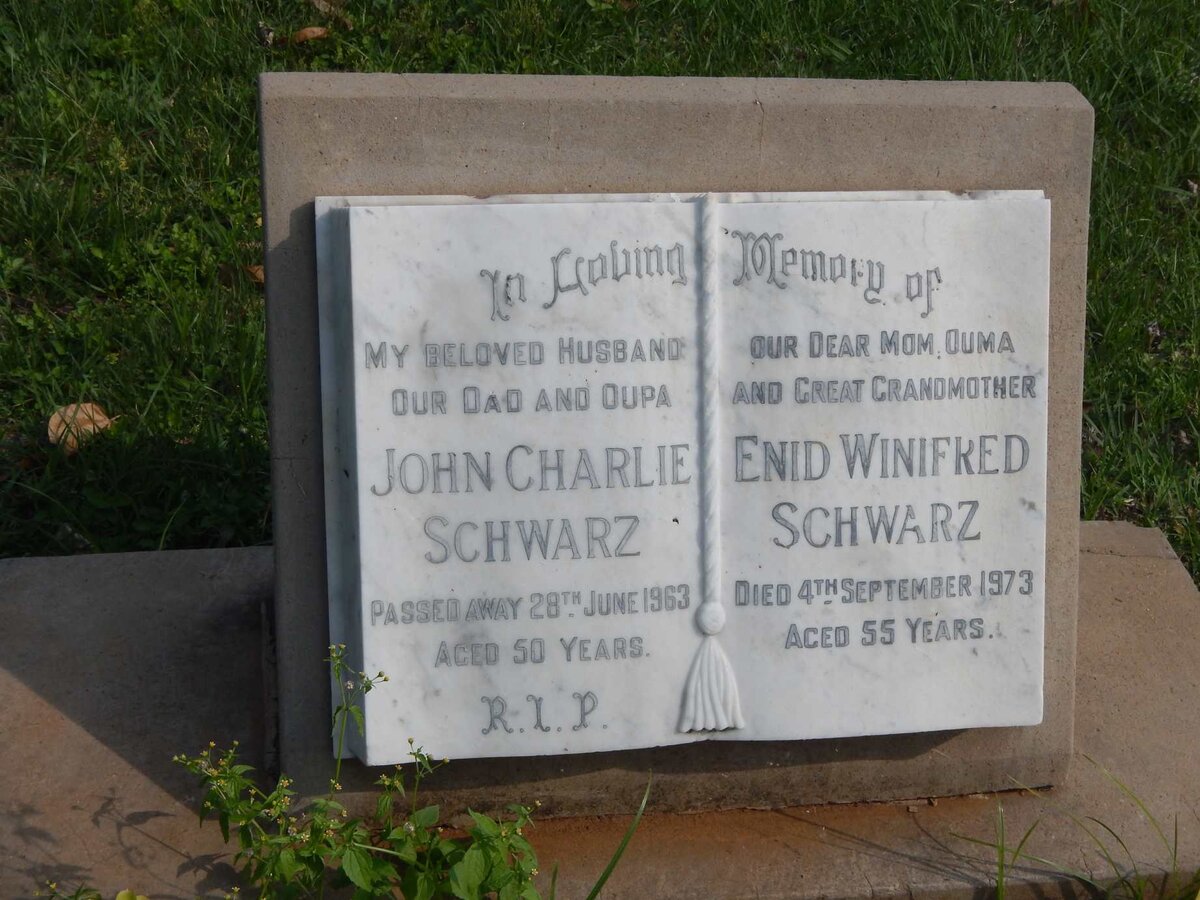 In Loving Memory of
MY BELOVED HUSBAND
OUR DAD AND OUPA
JOHN CHARLIE
SCHWARZ
PASSED AWAY 28TH JUNE 1963
AGED 50 YEARS.
R.I.P.
OUR DEAR MOM, OUMA
AND GREAT GRANDMOTHER
ENID WINIFRED
SCHWARZ
DIED 4TH SEPTEMBER 1973
AGED 55 YEARS.